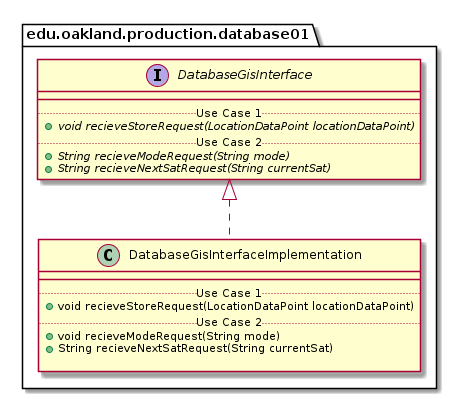 edu.oakland.production.database01
I DatabaseGisInterface
Use Case 1
void recieveStoreRequest(LocationDataPoint locationDataPoint)
Use Case 2
String recieveModeRequest(String mode)
String recieveNextSatRequest(String currentSat)
C DatabaseGisInterfaceImplementation
Use Case 1
void recieveStoreRequest(LocationDataPoint locationDataPoint)
Use Case 2
void recieveModeRequest(String mode)
String recieveNextSatRequest(String currentSat)